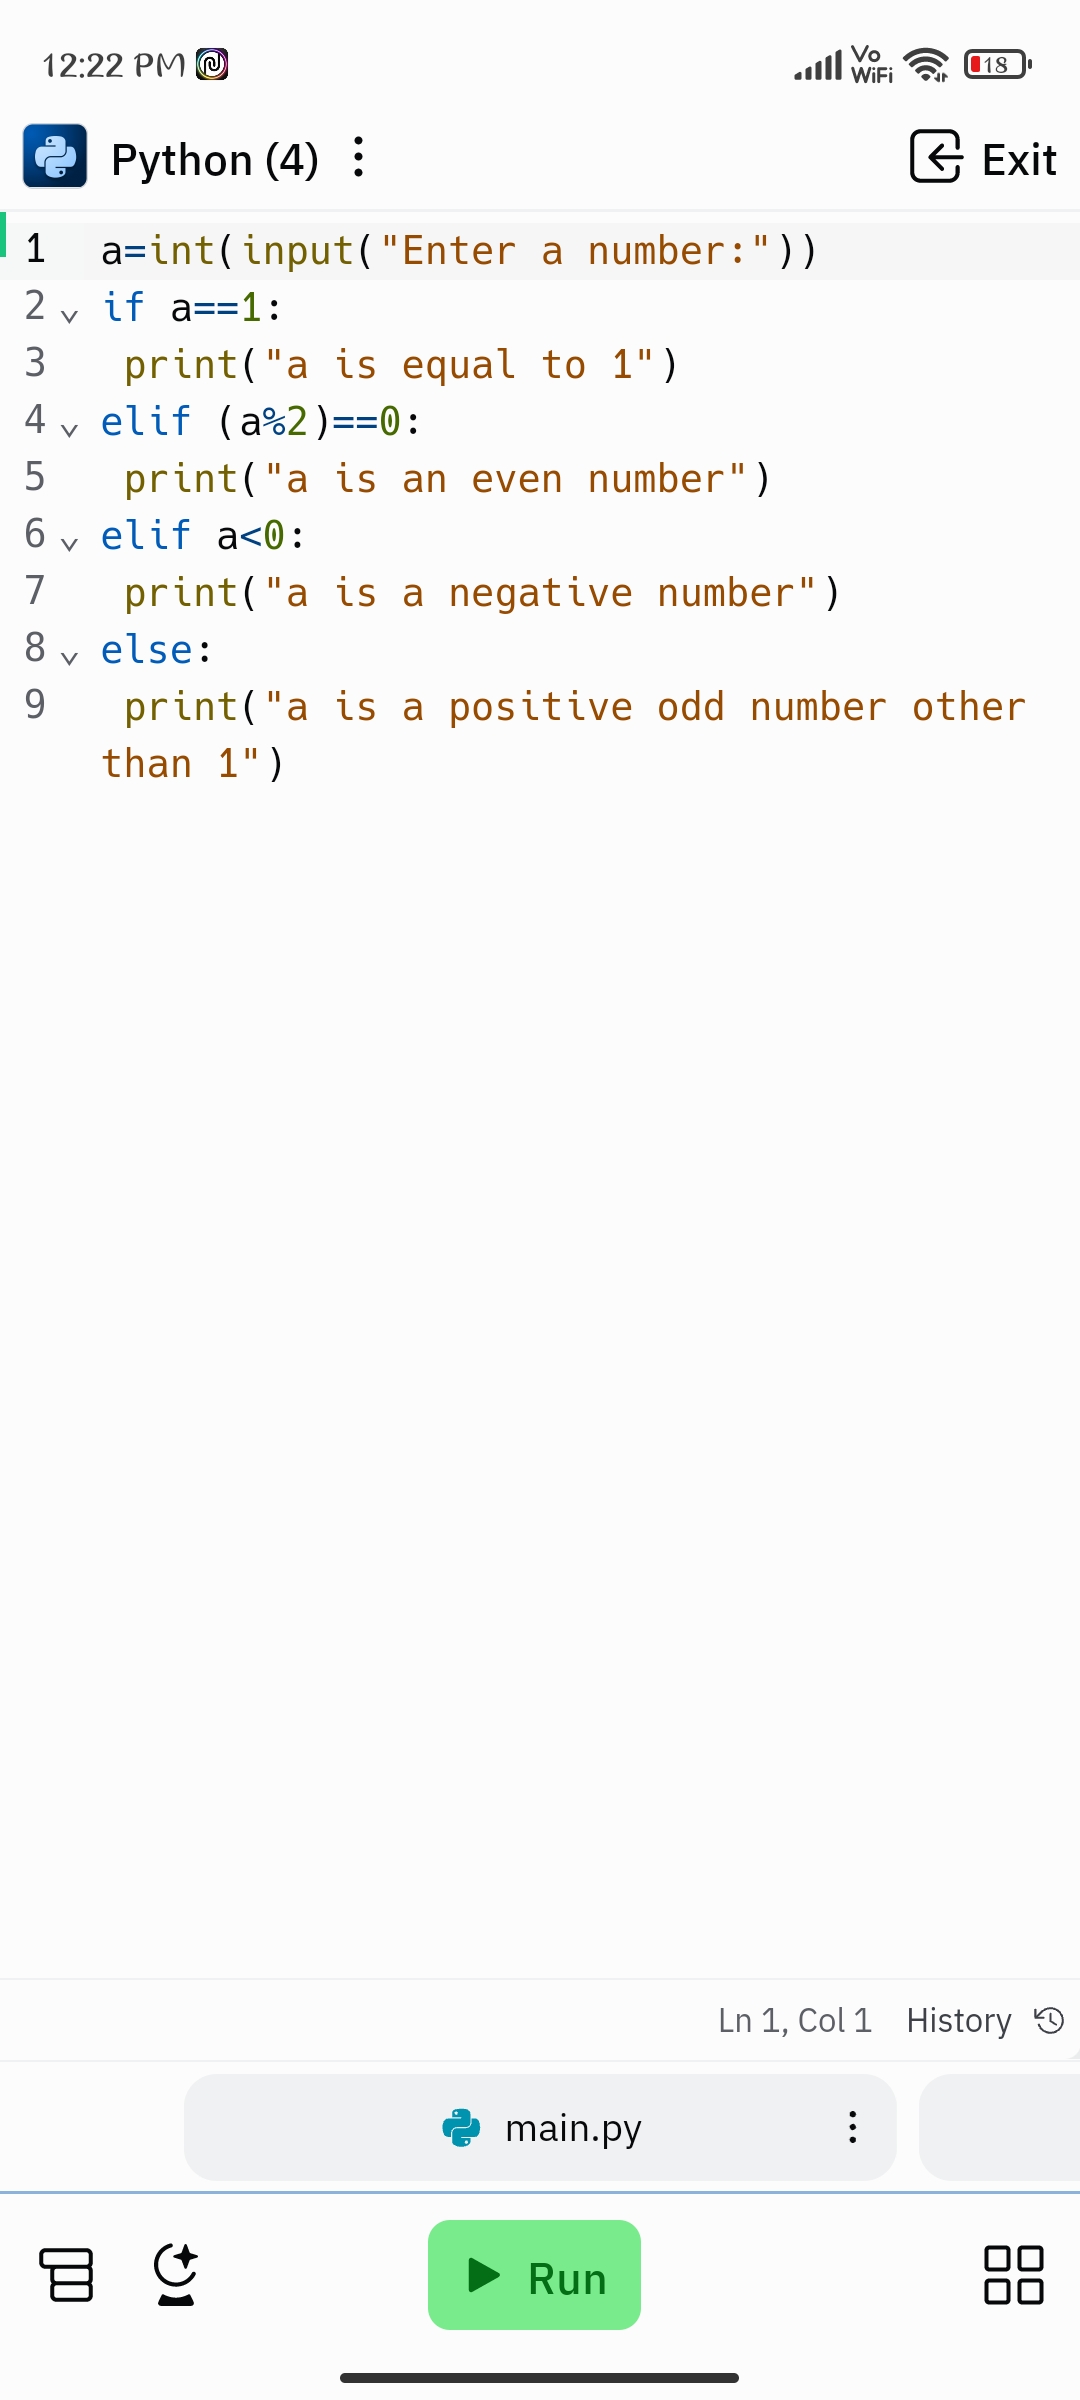 12:22 PM
Vo
WiFi
18
Python (4)
Exit
1 a=int(input("Enter a number:"))
2 if a==1:
3  print("a is equal to 1")
4 elif (a%2)==0:
5  print("a is an even number")
6 elif a<0:
7  print("a is a negative number")
8 else:
9  print("a is a positive odd number other
than 1")
Ln 1, Col 1 History
main.py
Run